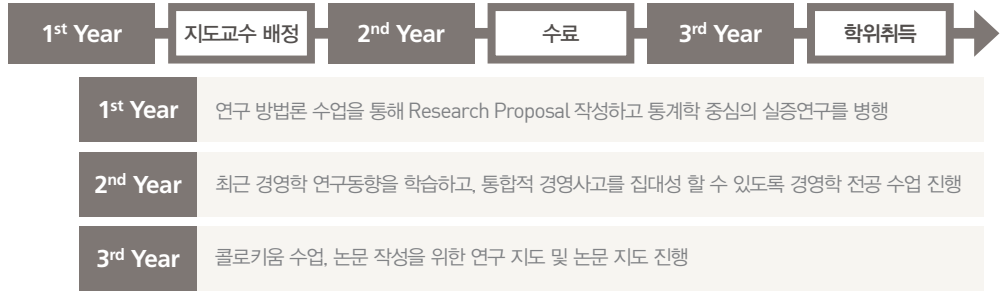 1st Year 지도교수 배정 2nd Year 수료 3rd Year 학위취득
1st Year 연구 방법론 수업을 통해 Research Proposal 작성하고 통계학 중심의 실증연구를 병행
2nd Year 최근 경영학 연구동향을 학습하고, 통합적 경영사고를 집대성 할 수 있도록 경영학 전공 수업 진행
3rd Year 콜로키움 수업, 논문 작성을 위한 연구 지도 및 논문 지도 진행